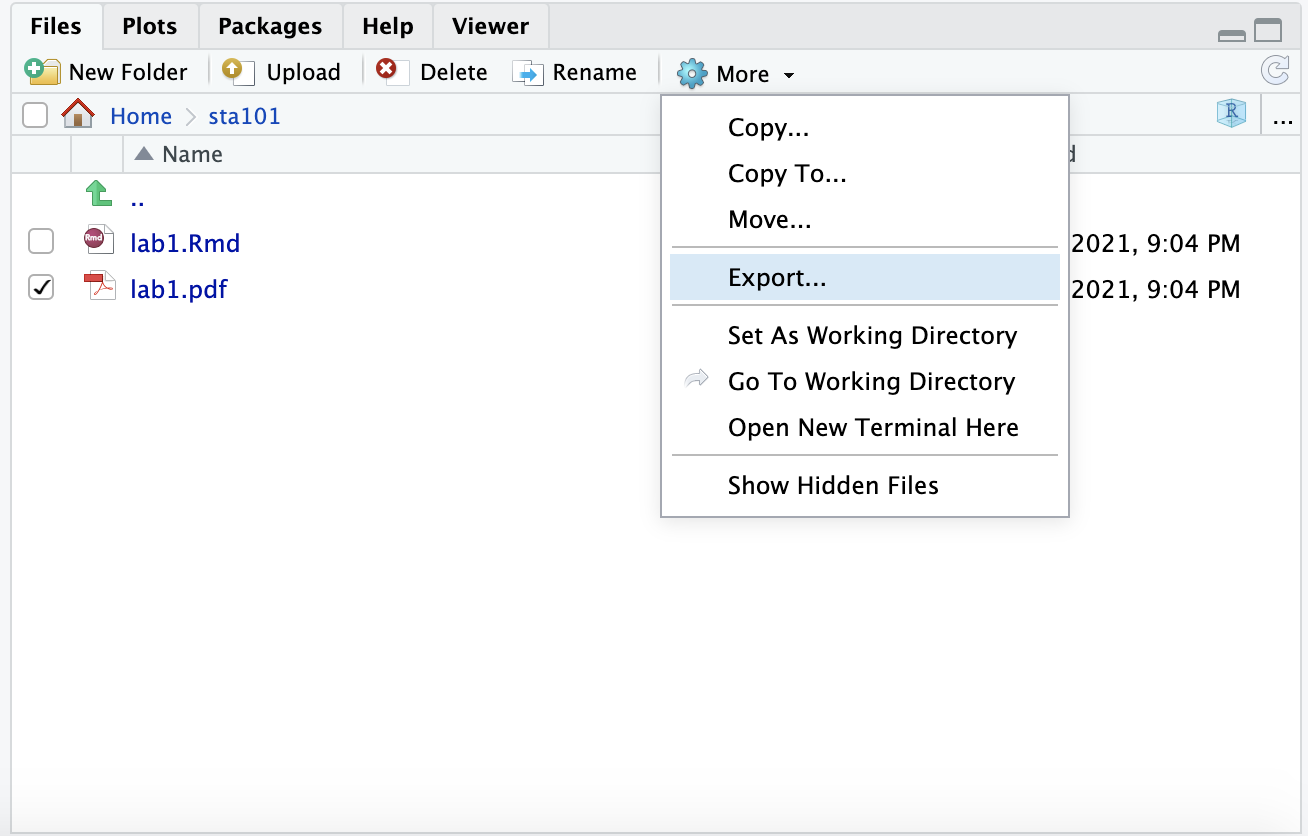 Files Plots Packages Help Viewer
New Folder Upload Delete Rename More
Home sta101 R ...
Name
Copy...
Copy To...
Move...
..
Rmd lab1.Rmd 2021, 9:04 PM
Export...
lab1.pdf 2021, 9:04 PM
Set As Working Directory
Go To Working Directory
Open New Terminal Here
Show Hidden Files